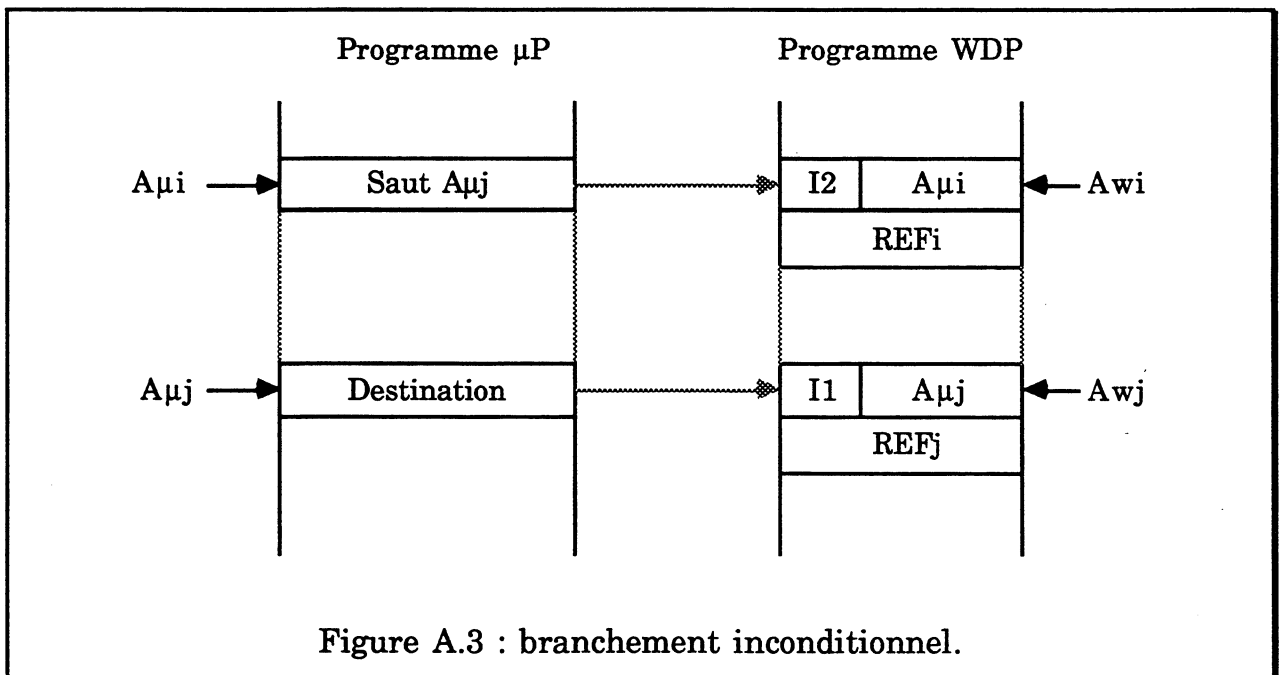 Programme µP Programme WDP
Aµi Saut Aµj I2 Aµi Awi
REFi
Aµj Destination I1 Aµj Awj
REFj
Figure A.3 : branchement inconditionnel.